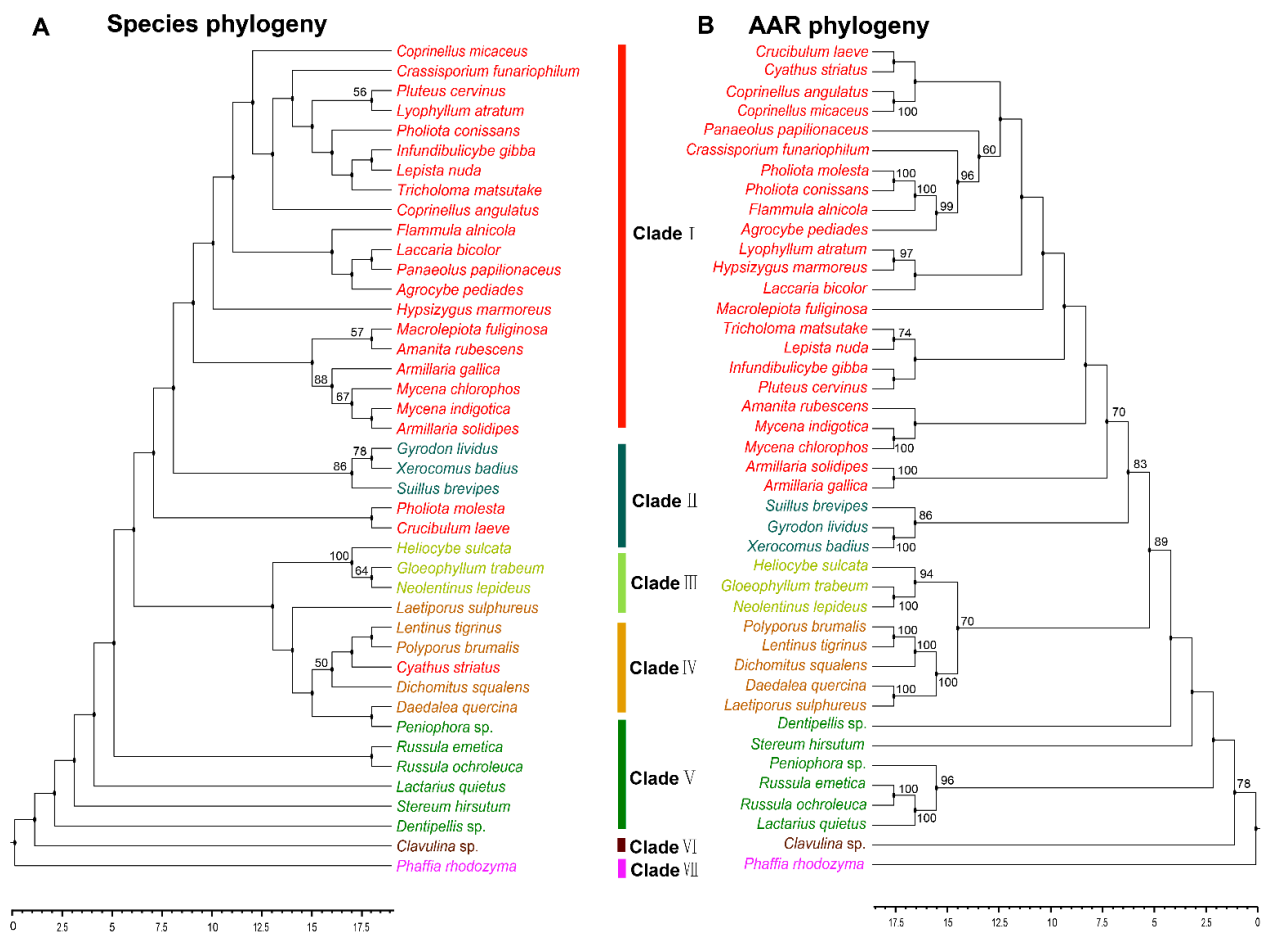 A Species phylogeny
Coprinellus micaceus
Crassisporium funariophilum
56 Pluteus cervinus
Lyophyllum atratum
Pholiota conissans
Infundibulicybe gibba
Lepista nuda
Tricholoma matsutake
Coprinellus angulatus
Flammula alnicola
Laccaria bicolor
Panaeolus papilionaceus
Agrocybe pediades
Hypsizygus marmoreus
57 Macrolepiota fuliginosa
Amanita rubescens
88 Armillaria gallica
67 Mycena chlorophos
Mycena indigotica
Armillaria solidipes
78 Gyrodon lividus
86 Xerocomus badius
Suillus brevipes
Pholiota molesta
Crucibulum laeve
100 Heliocybe sulcata
64 Gloeophyllum trabeum
Neolentinus lepideus
Laetiporus sulphureus
Lentinus tigrinus
Polyporus brumalis
50 Cyathus striatus
Dichomitus squalens
Daedalea quercina
Peniophora sp.
Russula emetica
Russula ochroleuca
Lactarius quietus
Stereum hirsutum
Dentipellis sp.
Clavulina sp.
Phaffia rhodozyma
0 2.5 5 7.5 10 12.5 15 17.5
Clade Ⅰ
Clade Ⅱ
Clade Ⅲ
Clade Ⅳ
Clade Ⅴ
Clade Ⅵ
Clade Ⅶ
B AAR phylogeny
Crucibulum laeve
Cyathus striatus
Coprinellus angulatus
Coprinellus micaceus 100
Panaeolus papilionaceus 60
Crassisporium funariophilum
Pholiota molesta 100 96
Pholiota conissans 100
Flammula alnicola 99
Agrocybe pediades
Lyophyllum atratum 97
Hypsizygus marmoreus
Laccaria bicolor
Macrolepiota fuliginosa
Tricholoma matsutake 74
Lepista nuda
Infundibulicybe gibba
Pluteus cervinus
Amanita rubescens 70
Mycena indigotica
Mycena chlorophos 100
Armillaria solidipes 100 83
Armillaria gallica
Suillus brevipes 86
Gyrodon lividus
Xerocomus badius 100 89
Heliocybe sulcata 94
Gloeophyllum trabeum
Neolentinus lepideus 100
Polyporus brumalis 100 70
Lentinus tigrinus 100
Dichomitus squalens
Daedalea quercina 100 100
Laetiporus sulphureus
Dentipellis sp.
Stereum hirsutum
Peniophora sp.
Russula emetica 100 96 78
Russula ochroleuca
Lactarius quietus 100
Clavulina sp.
Phaffia rhodozyma
17.5 15 12.5 10 7.5 5 2.5 0